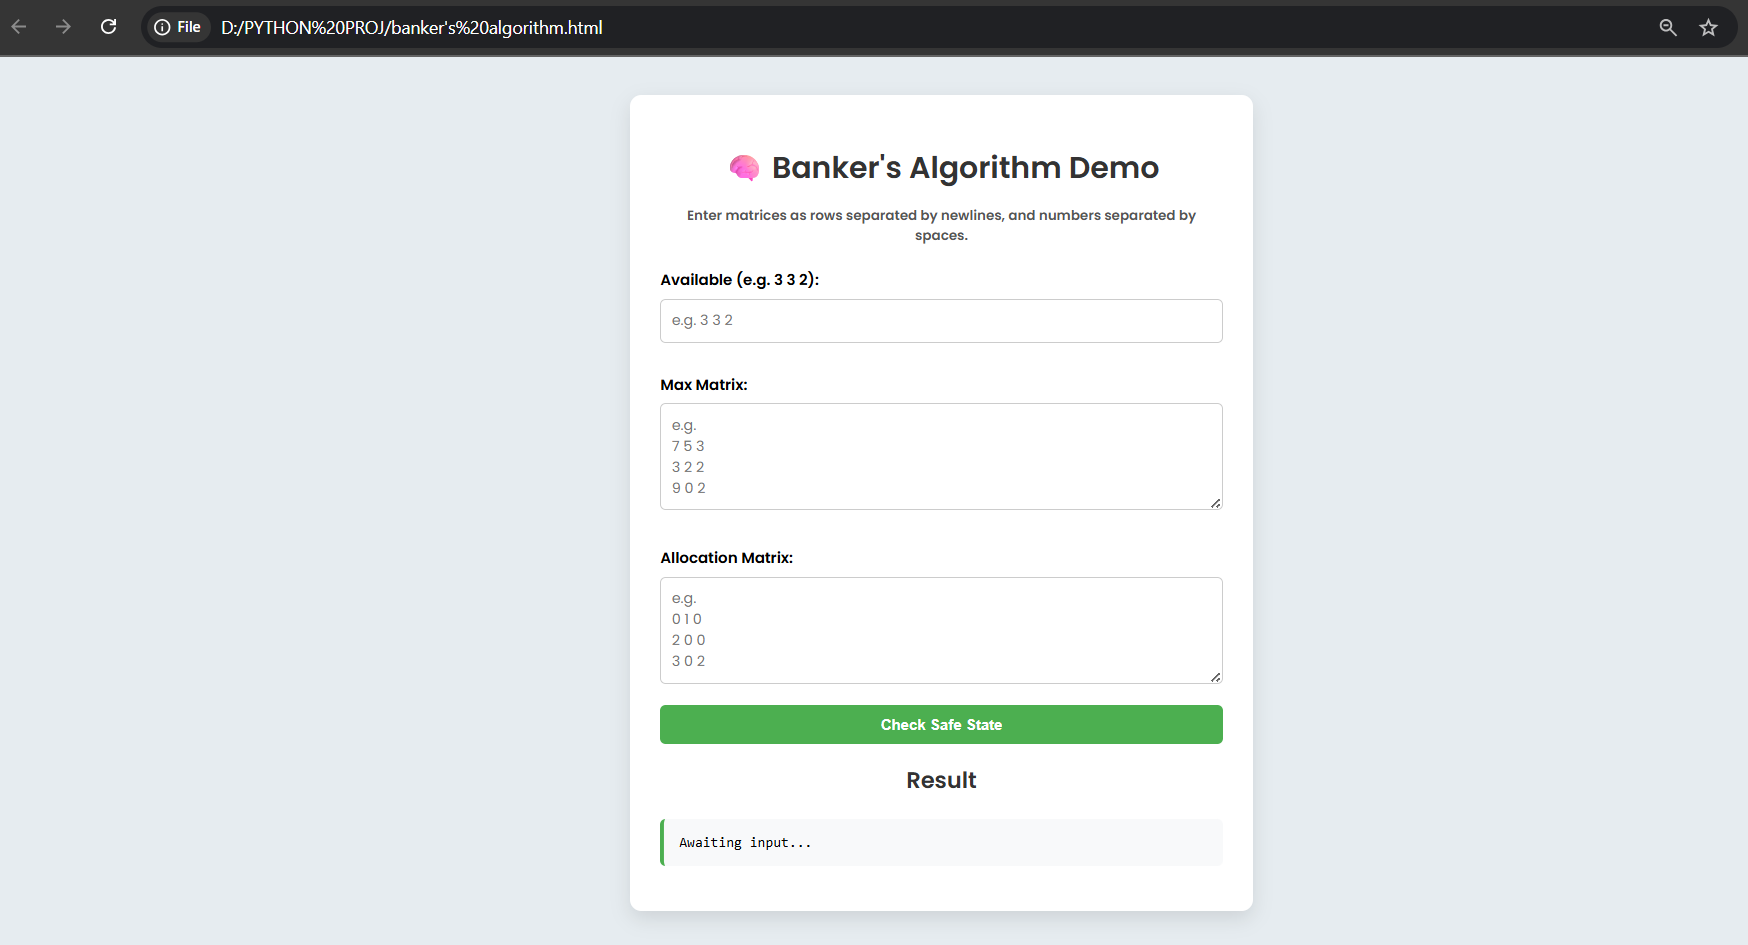 File D:/PYTHON%20PROJ/banker's%20algorithm.html
Banker's Algorithm Demo
Enter matrices as rows separated by newlines, and numbers separated by
spaces.
Available (e.g. 3 3 2):
e.g. 3 3 2
Max Matrix:
e.g.
7 5 3
3 2 2
9 0 2
Allocation Matrix:
e.g.
0 1 0
2 0 0
3 0 2
Check Safe State
Result
Awaiting input...